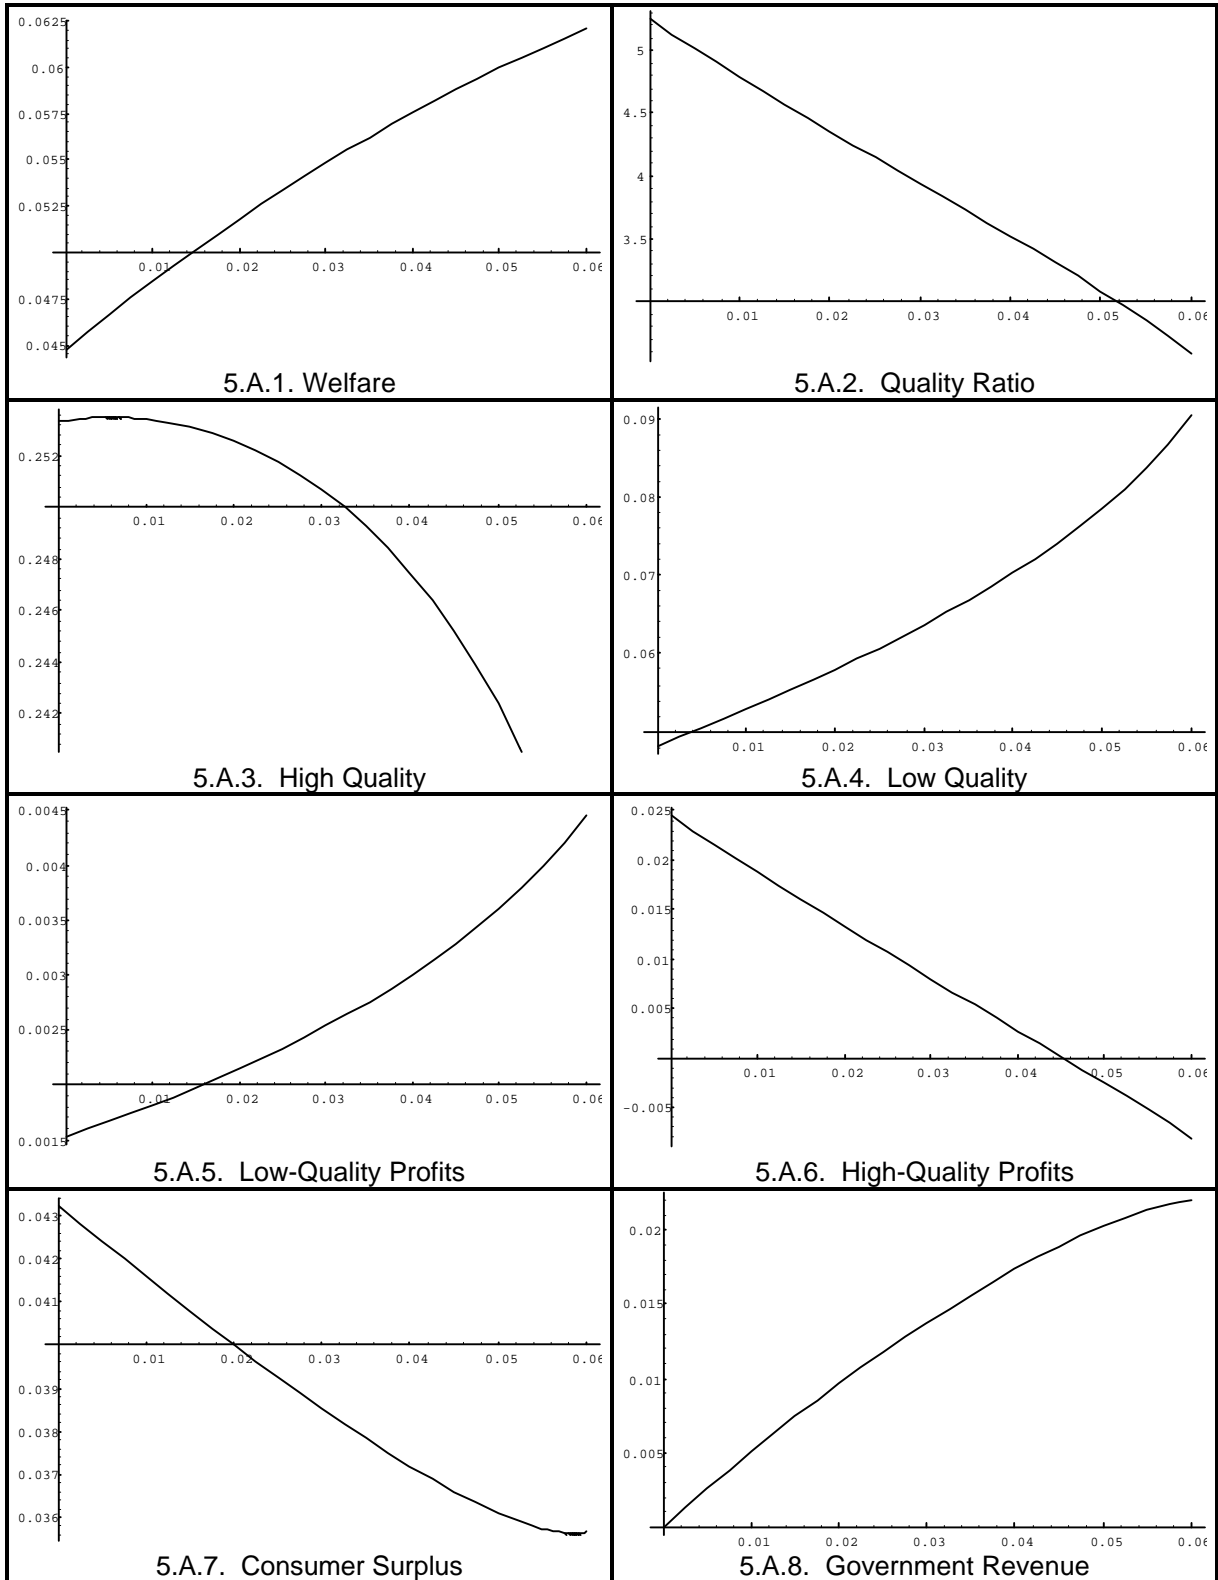 0.0625
0.06
0.0575
0.055
0.0525
0.0475
0.045
0.01 0.02 0.03 0.04 0.05 0.06
5.A.1. Welfare
5
4.5
4
3.5
0.01 0.02 0.03 0.04 0.05 0.06
5.A.2. Quality Ratio
0.252
0.248
0.246
0.244
0.242
0.01 0.02 0.03 0.04 0.05 0.06
5.A.3. High Quality
0.09
0.08
0.07
0.06
0.01 0.02 0.03 0.04 0.05 0.06
5.A.4. Low Quality
0.0045
0.004
0.0035
0.003
0.0025
0.0015
0.01 0.02 0.03 0.04 0.05 0.06
5.A.5. Low-Quality Profits
0.025
0.02
0.015
0.01
0.005
-0.005
0.01 0.02 0.03 0.04 0.05 0.06
5.A.6. High-Quality Profits
0.043
0.042
0.041
0.039
0.038
0.037
0.036
0.01 0.02 0.03 0.04 0.05 0.06
5.A.7. Consumer Surplus
0.02
0.015
0.01
0.005
0.01 0.02 0.03 0.04 0.05 0.06
5.A.8. Government Revenue